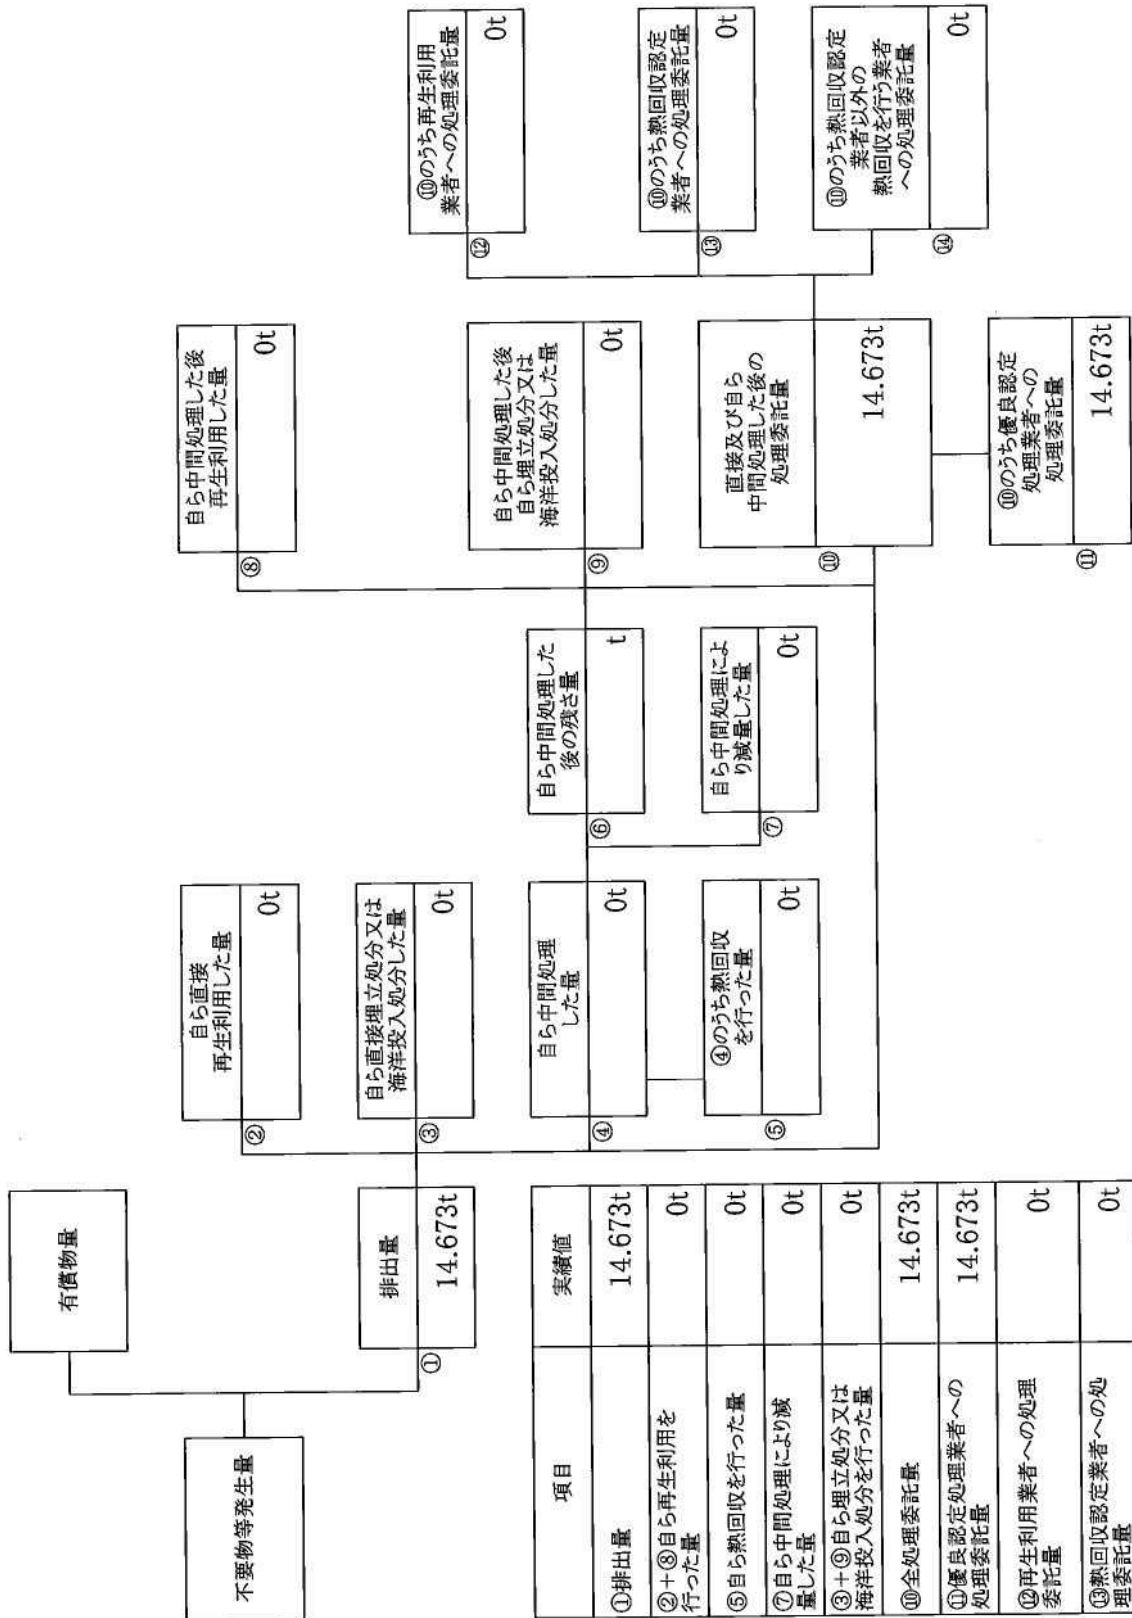 不要物等発生量
有償物量
排出量
①
14.673t
自ら直接
再生利用した量
②
0t
自ら直接埋立処分又は
海洋投入処分した量
③
0t
自ら中間処理
した量
④
0t
④のうち熱回収
を行った量
⑤
0t
自ら中間処理した
後の残さ量
⑥
t
自ら中間処理によ
り減量した量
⑦
0t
自ら中間処理した後
再生利用した量
⑧
0t
自ら中間処理した後
自ら埋立処分又は
海洋投入処分した量
⑨
0t
直接及び自ら
中間処理した後の
処理委託量
⑩
14.673t
⑩のうち優良認定
処理業者への
処理委託量
⑪
14.673t
⑩のうち再生利用
業者への処理委託量
⑫
0t
⑩のうち熱回収認定
業者への処理委託量
⑬
0t
⑩のうち熱回収認定
業者以外の
熱回収を行う業者
への処理委託量
⑭
0t
項目 実績値
①排出量 14.673t
②+⑧自ら再生利用を
行った量 0t
⑤自ら熱回収を行った量 0t
⑦自ら中間処理により減
量した量 0t
③+⑨自ら埋立処分又は
海洋投入処分を行った量 0t
⑩全処理委託量 14.673t
⑪優良認定処理業者への
処理委託量 14.673t
⑫再生利用業者への処理
委託量 0t
⑬熱回収認定業者への処
理委託量 0t